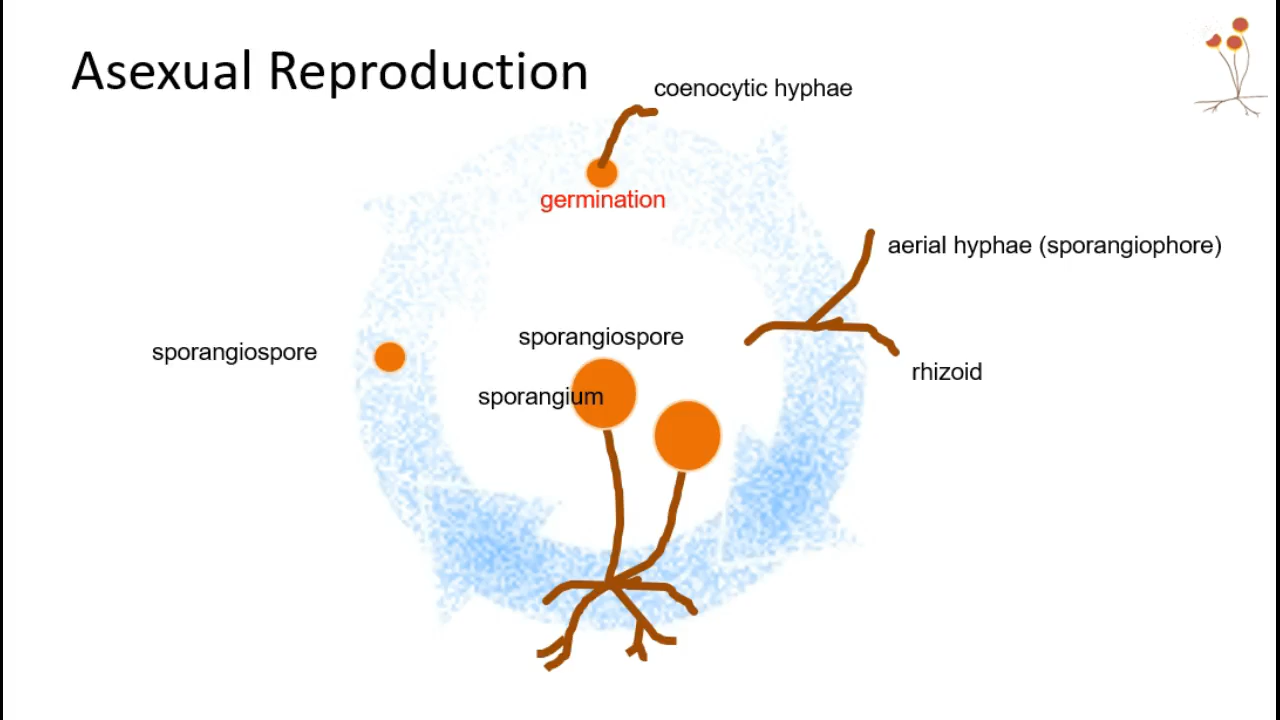 Asexual Reproduction
coenocytic hyphae
germination
aerial hyphae (sporangiophore)
sporangiospore
sporangiospore
rhizoid
sporangium